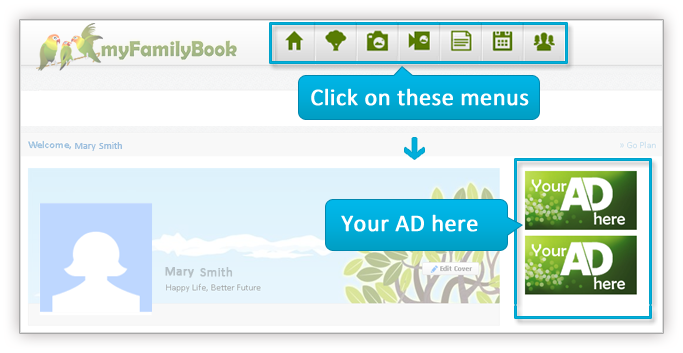 myFamilyBook
Click on these menus
Welcome, Mary Smith
» Go Plan
Your AD here
Your AD here
Mary Smith
Happy Life, Better Future
Edit Cover
Your AD here